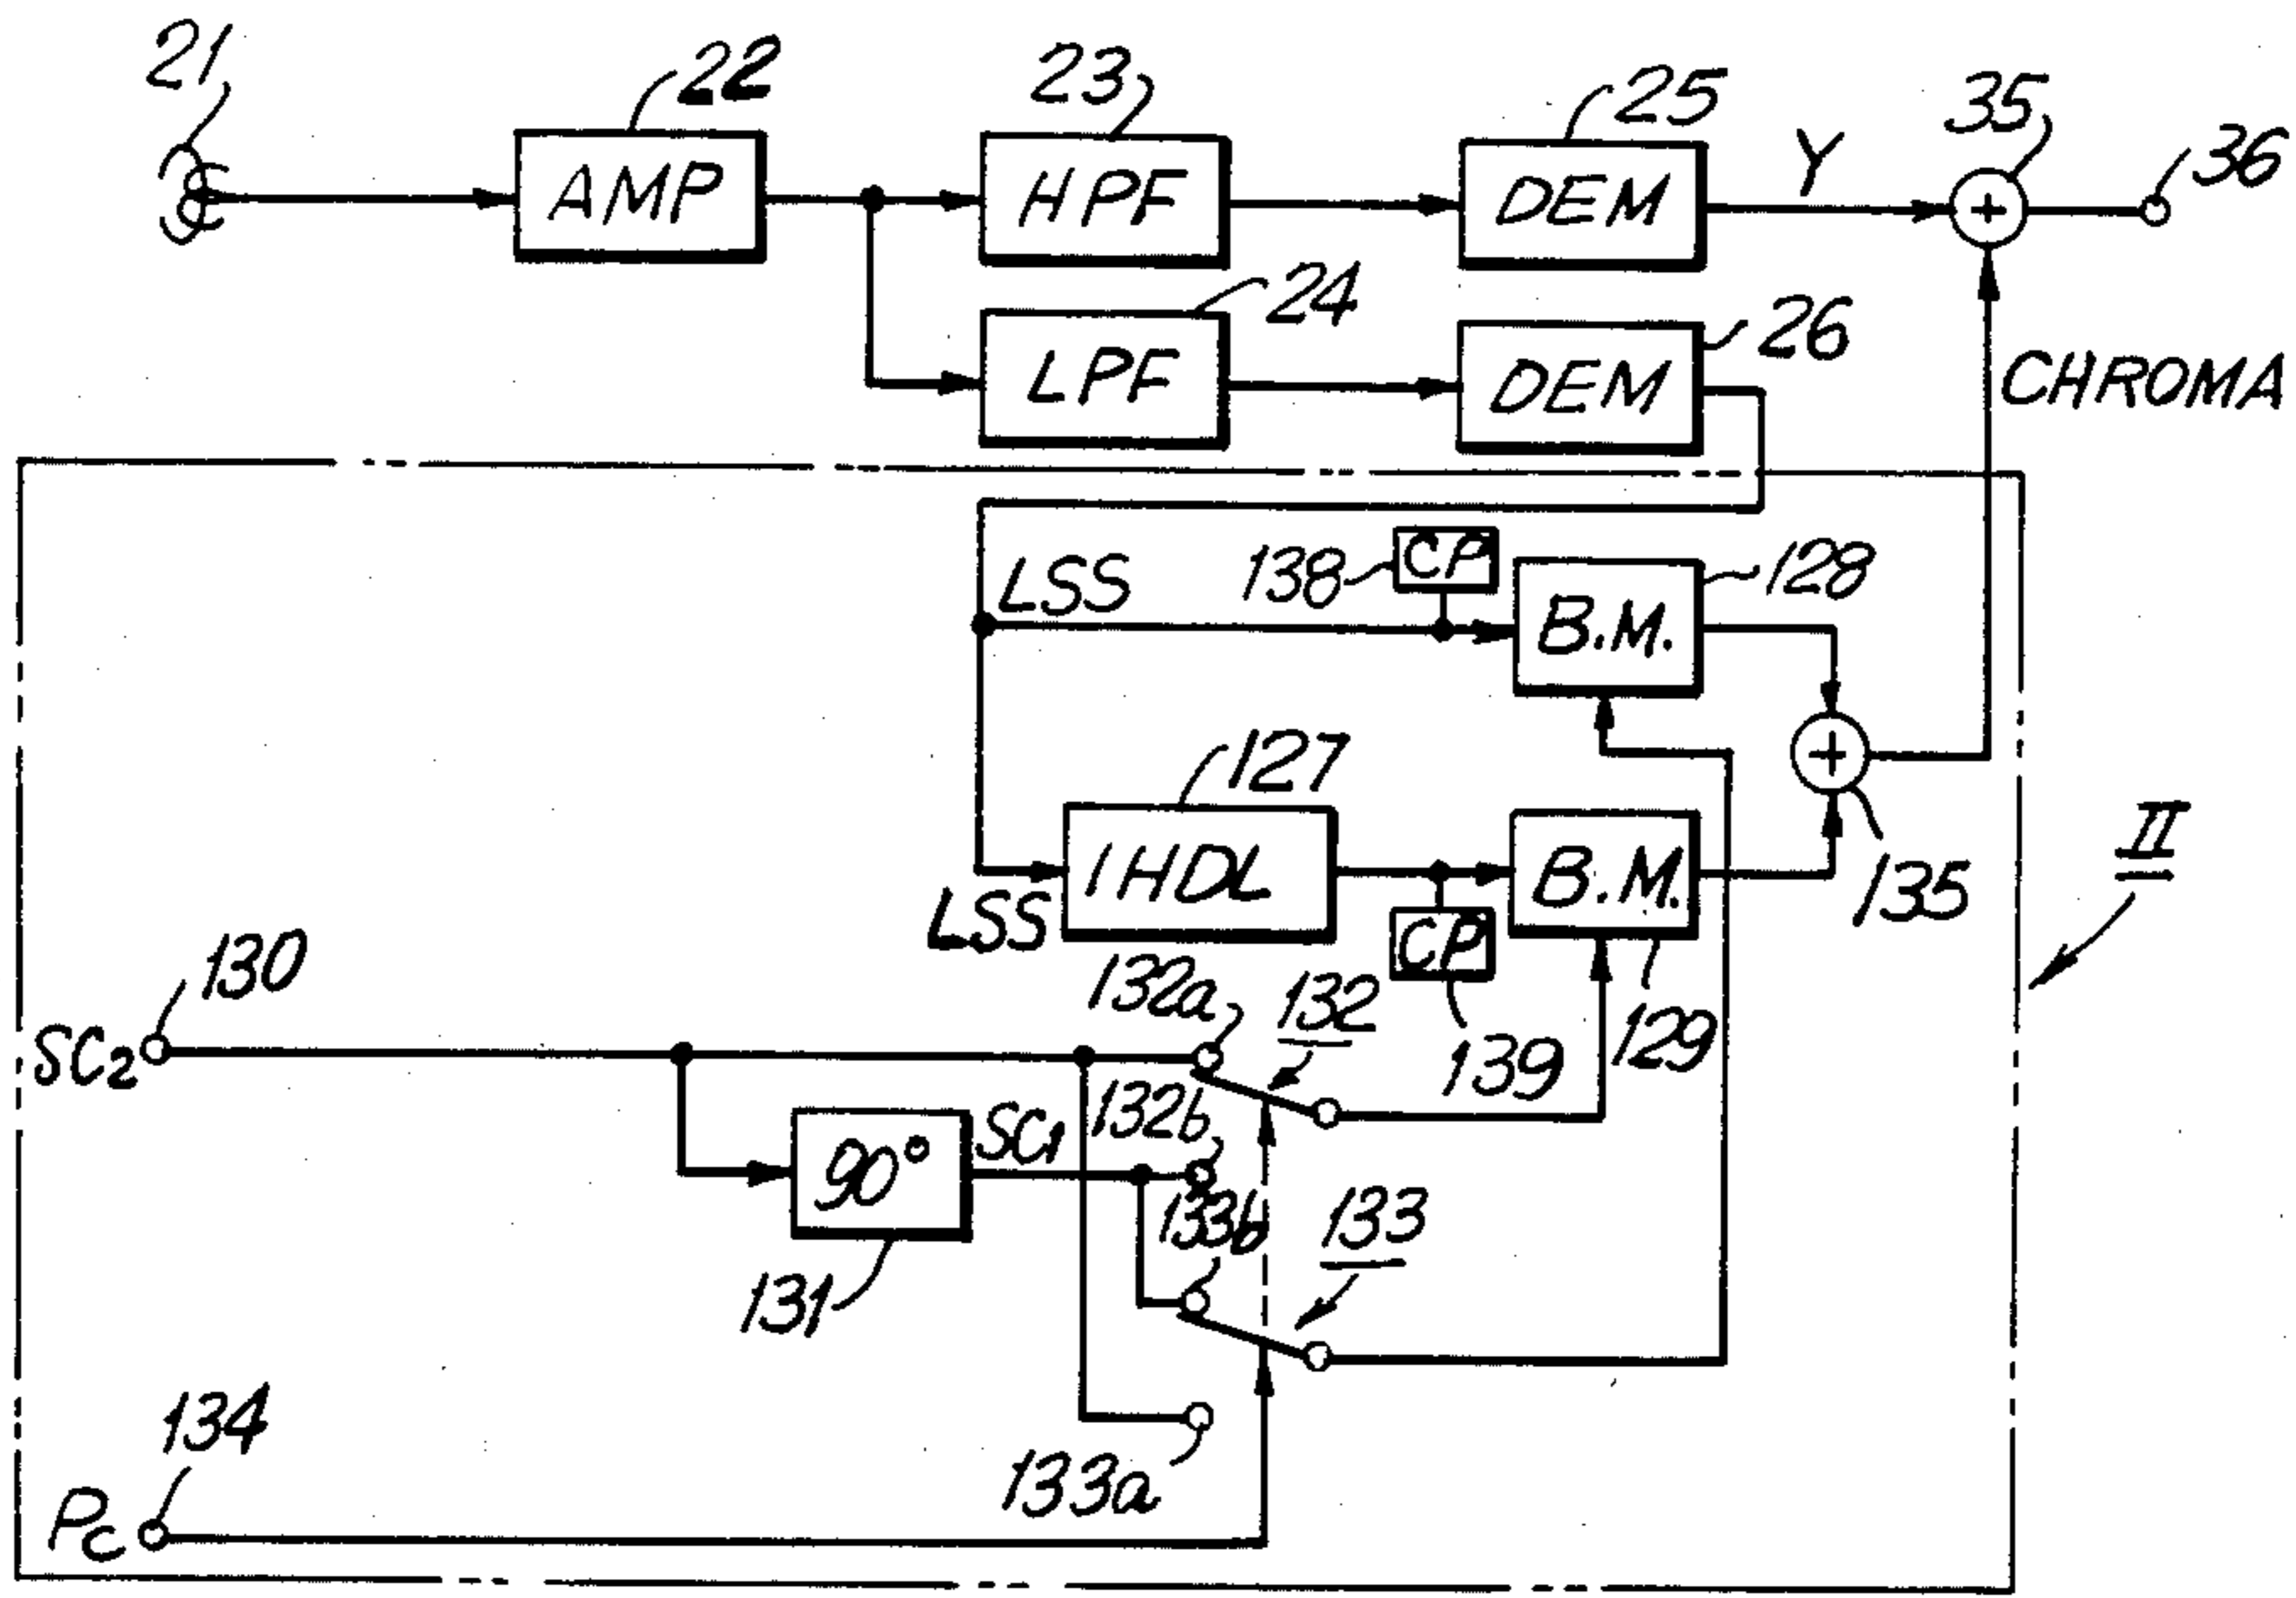 21
22
23
25
35
36
AMP
HPF
DEM
Y
24
26
LPF
DEM
CHROMA
LSS
138
CP
128
B.M.
127
1HDL
B.M.
135
II
LSS
CP
130
132a
132
139
129
SC2
132b
90°
SC1
133b
133
131
134
133a
Pc